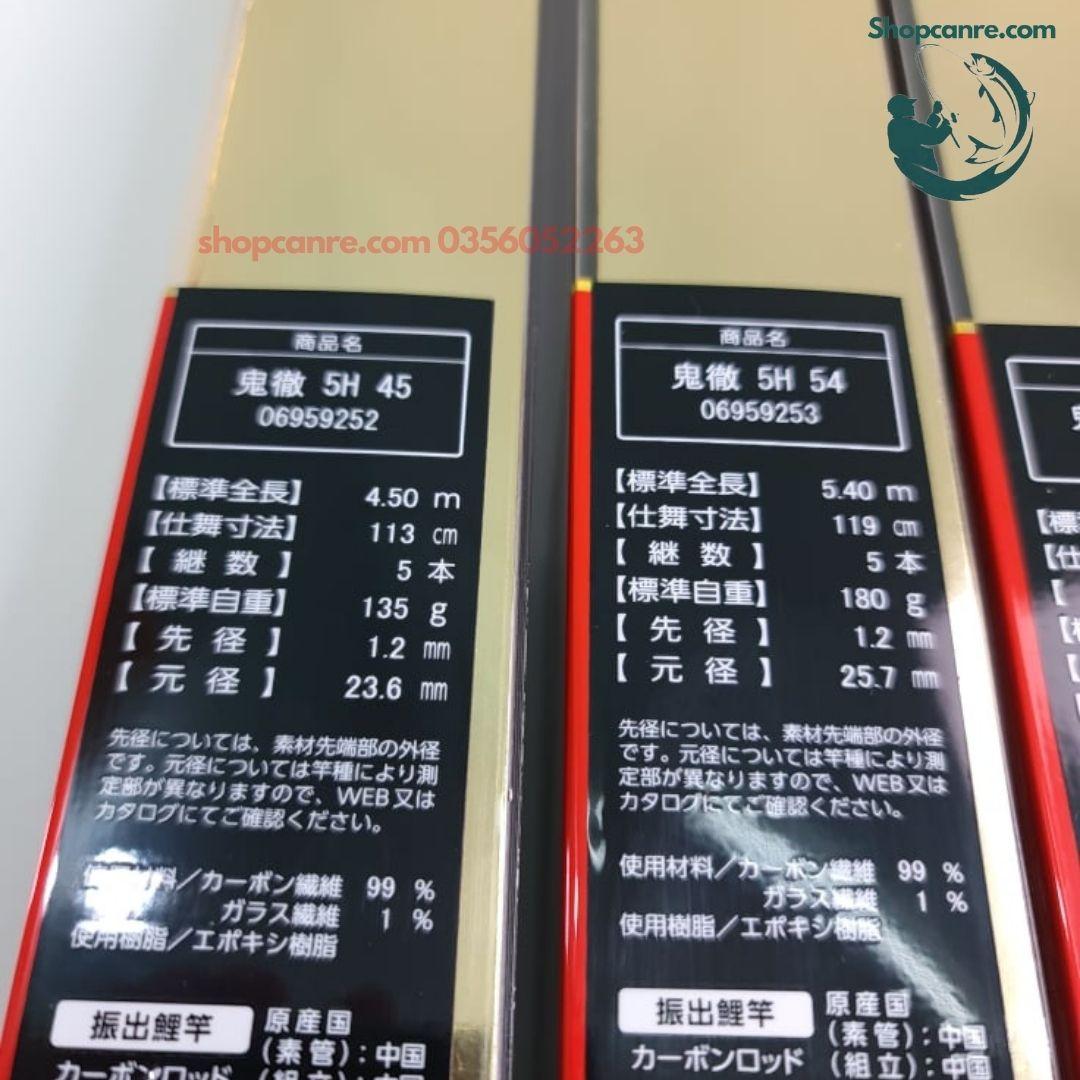 Shopcanre.com
shopcanre.com 0356052263
商品名
鬼徹 5H 45
06959252
【標準全長】 4.50 m
【仕舞寸法】 113 cm
【継数】 5 本
【標準自重】 135 g
【先径】 1.2 mm
【元径】 23.6 mm
先径については、素材先端部の外径
です。元径については竿種により測
定部が異なりますので、WEB又は
カタログにてご確認ください。
使用材料／カーボン繊維 99 %
ガラス繊維 1 %
使用樹脂／エポキシ樹脂
振出鯉竿
カーボンロッド
原産国
(素管):中国
(組立):中国
商品名
鬼徹 5H 54
06959253
【標準全長】 5.40 m
【仕舞寸法】 119 cm
【継数】 5 本
【標準自重】 180 g
【先径】 1.2 mm
【元径】 25.7 mm
先径については、素材先端部の外径
です。元径については竿種により測
定部が異なりますので、WEB又は
カタログにてご確認ください。
使用材料／カーボン繊維 99 %
ガラス繊維 1 %
使用樹脂／エポキシ樹脂
振出鯉竿
カーボンロッド
原産国
(素管):中国
(組立):中国